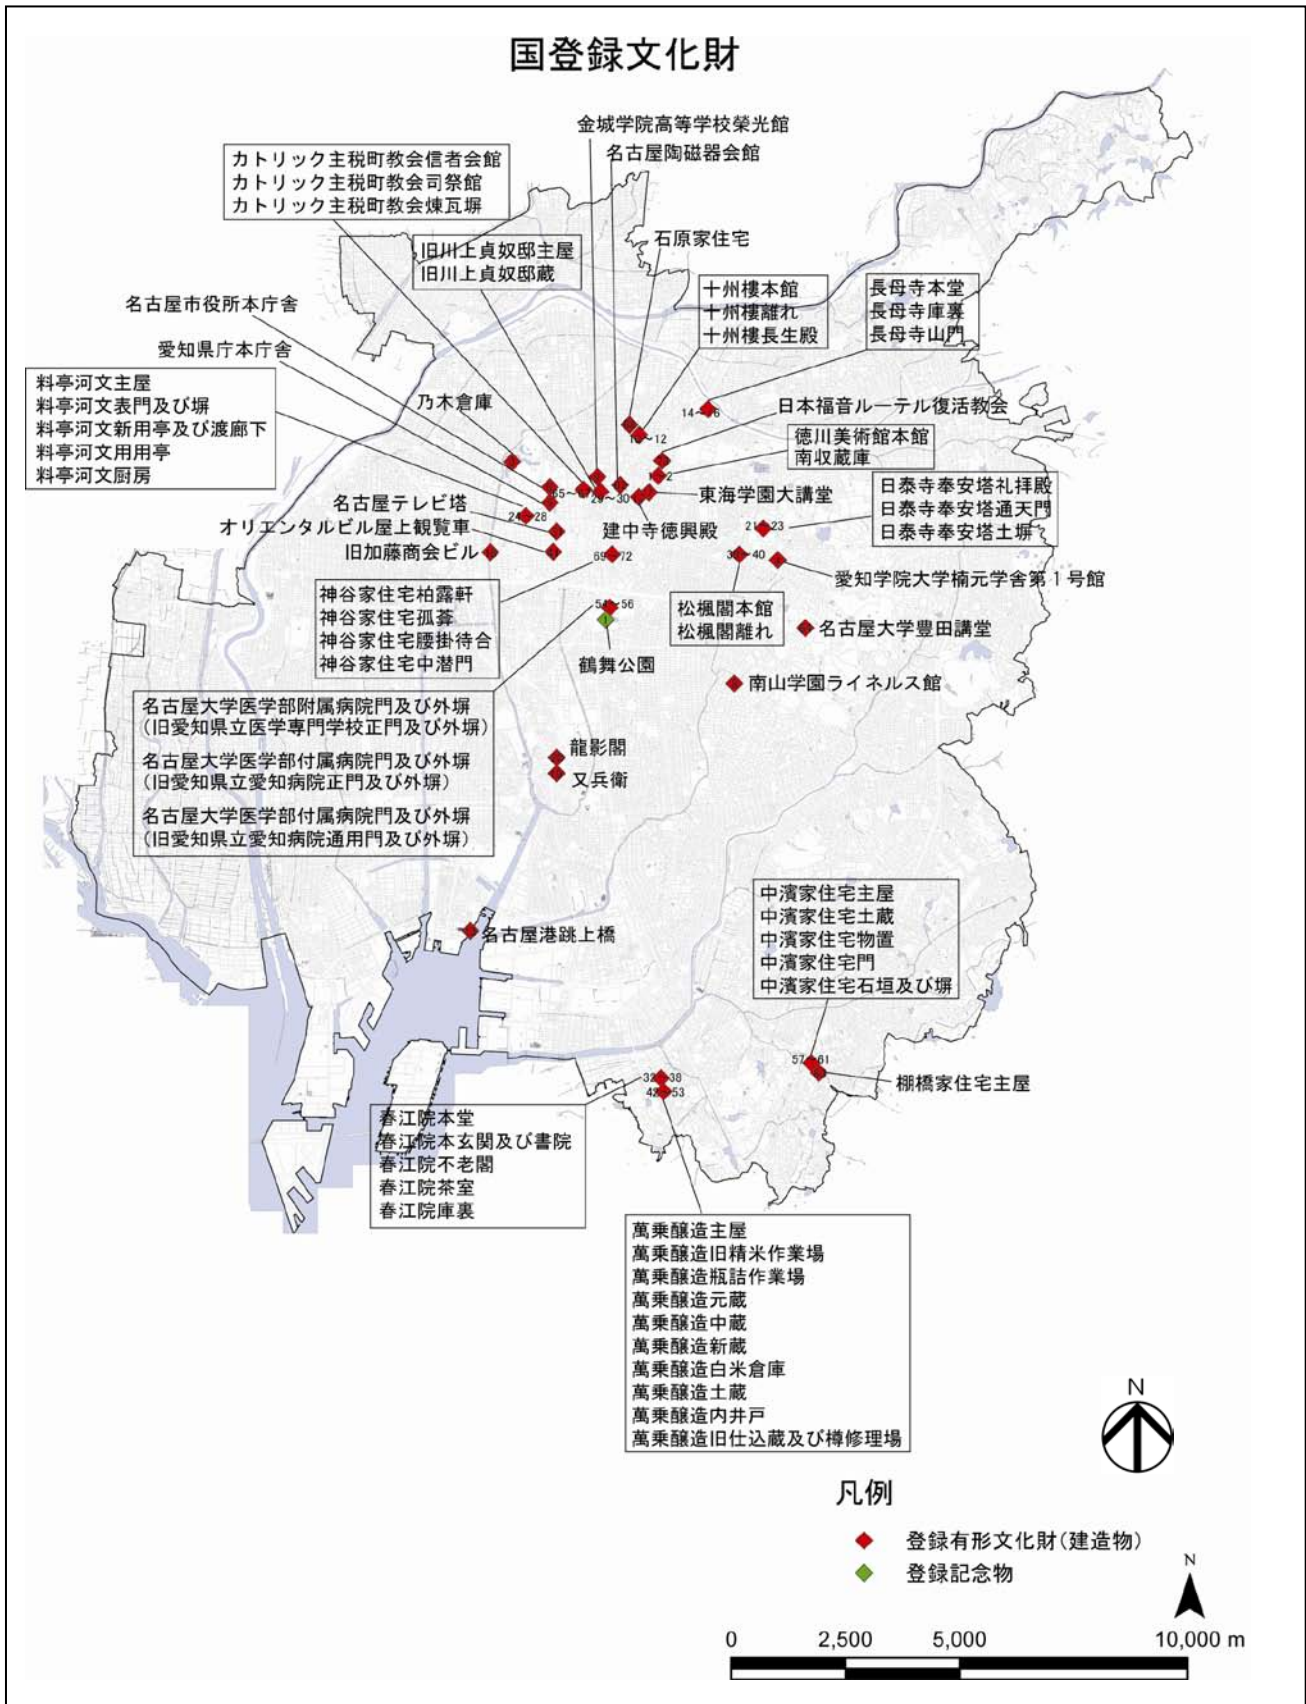 国登録文化財
金城学院高等学校榮光館
名古屋陶磁器会館
カトリック主税町教会信者会館
カトリック主税町教会司祭館
カトリック主税町教会煉瓦塀
石原家住宅
旧川上貞奴邸主屋
旧川上貞奴邸蔵
十州樓本館
十州樓離れ
十州樓長生殿
長母寺本堂
長母寺庫裏
長母寺山門
名古屋市役所本庁舎
愛知県庁本庁舎
料亭河文主屋
料亭河文表門及び塀
料亭河文新用亭及び渡廊下
料亭河文用用亭
料亭河文厨房
乃木倉庫
14～16
日本福音ルーテル復活教会
徳川美術館本館
南収蔵庫
日泰寺奉安塔礼拝殿
日泰寺奉安塔通天門
日泰寺奉安塔土塀
東海学園大講堂
建中寺徳興殿
名古屋テレビ塔
24～28
オリエンタルビル屋上観覧車
旧加藤商会ビル
29～30
21～23
69～72
愛知学院大学楠元学舎第１号館
神谷家住宅柏露軒
神谷家住宅孤蓬
神谷家住宅腰掛待合
神谷家住宅中潜門
54～56
鶴舞公園
松楓閣本館
松楓閣離れ
名古屋大学豊田講堂
南山学園ライネルス館
名古屋大学医学部附属病院門及び外塀
（旧愛知県立医学専門学校正門及び外塀）
名古屋大学医学部付属病院門及び外塀
（旧愛知県立愛知病院正門及び外塀）
名古屋大学医学部付属病院門及び外塀
（旧愛知県立愛知病院通用門及び外塀）
龍影閣
又兵衛
名古屋港跳上橋
中濱家住宅主屋
中濱家住宅土蔵
中濱家住宅物置
中濱家住宅門
中濱家住宅石垣及び塀
57～61
棚橋家住宅主屋
32～38
42～53
春江院本堂
春江院本玄関及び書院
春江院不老閣
春江院茶室
春江院庫裏
萬乗醸造主屋
萬乗醸造旧精米作業場
萬乗醸造瓶詰作業場
萬乗醸造元蔵
萬乗醸造中蔵
萬乗醸造新蔵
萬乗醸造白米倉庫
萬乗醸造土蔵
萬乗醸造内井戸
萬乗醸造旧仕込蔵及び樽修理場
N
凡例
登録有形文化財（建造物）
登録記念物
N
0 2,500 5,000 10,000 m